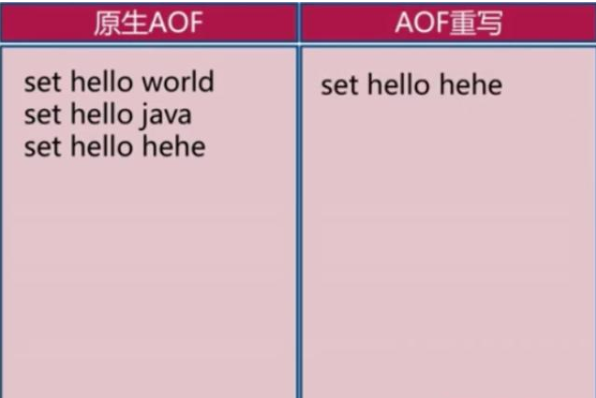 原生AOF
AOF重写
set hello world
set hello java
set hello hehe
set hello hehe